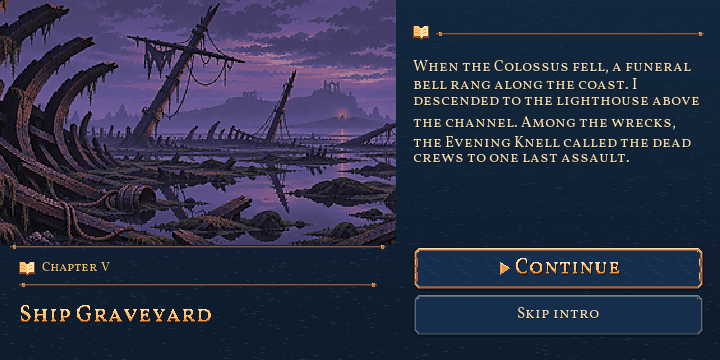 Chapter V
Ship Graveyard
When the Colossus fell, a funeral
bell rang along the coast. I
descended to the lighthouse above
the channel. Among the wrecks,
the Evening Knell called the dead
crews to one last assault.
Continue
Skip intro